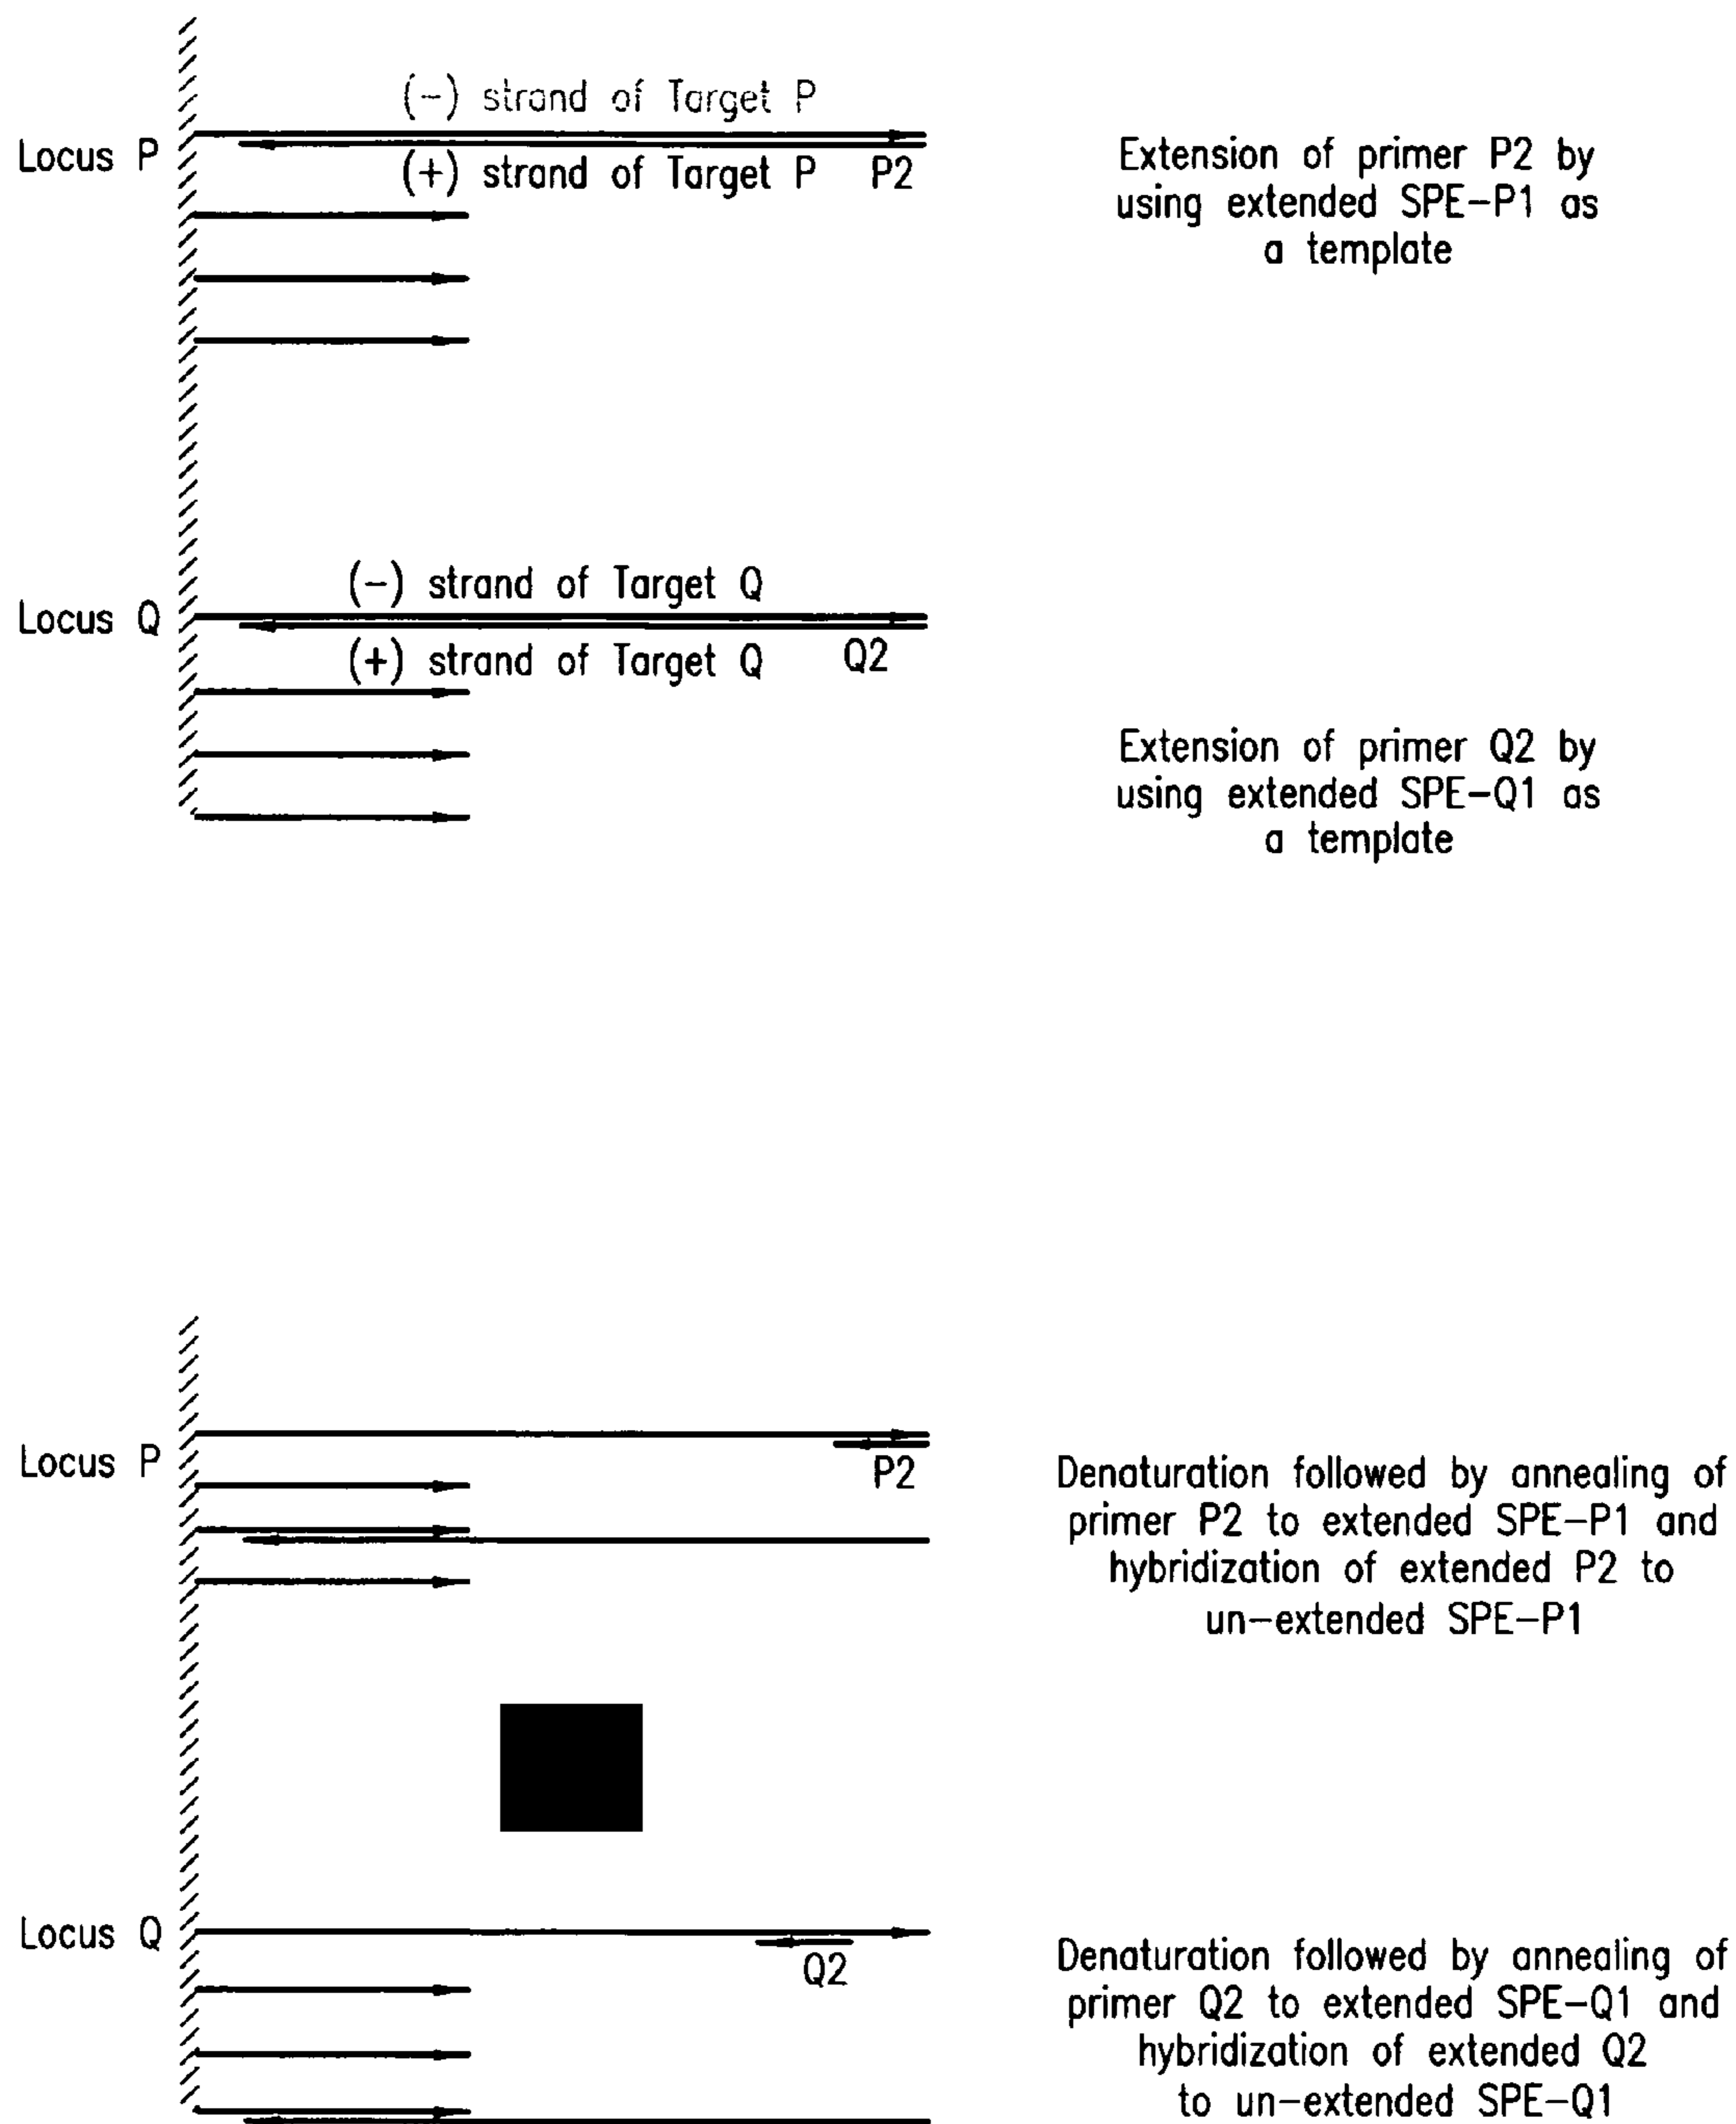 (-) strand of Target P
Locus P
(+) strand of Target P P2
Extension of primer P2 by
using extended SPE-P1 as
a template
(-) strand of Target Q
Locus Q
(+) strand of Target Q Q2
Extension of primer Q2 by
using extended SPE-Q1 as
a template
Locus P
P2
Denaturation followed by annealing of
primer P2 to extended SPE-P1 and
hybridization of extended P2 to
un-extended SPE-P1
Locus Q
Q2
Denaturation followed by annealing of
primer Q2 to extended SPE-Q1 and
hybridization of extended Q2
to un-extended SPE-Q1